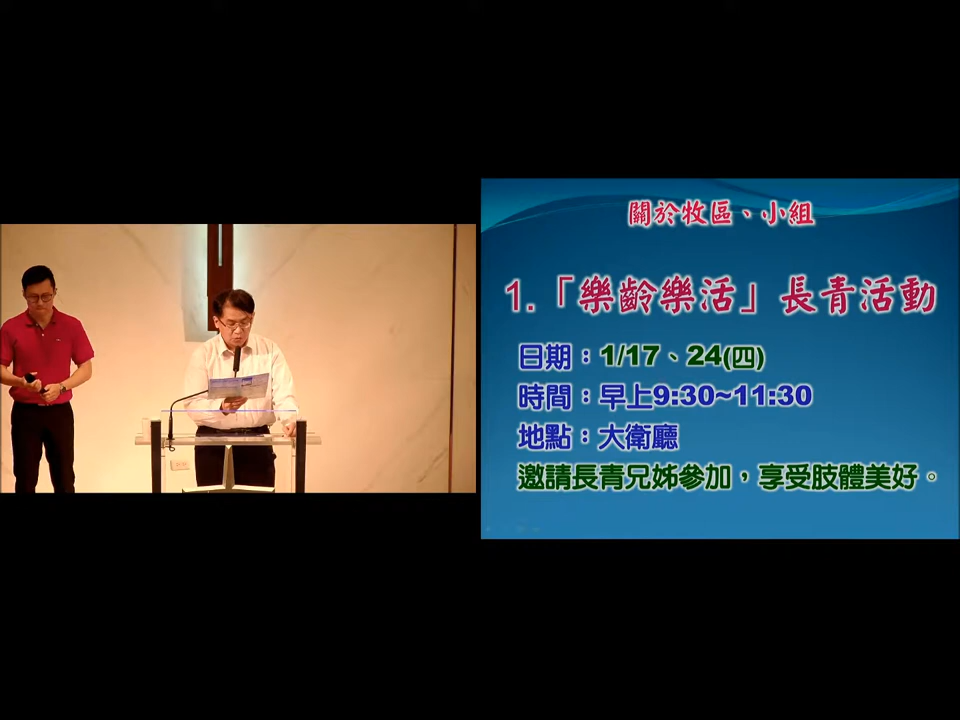 關於牧區、小組
1.「樂齡樂活」長青活動
日期：1/17、24(四)
時間：早上9:30~11:30
地點：大衛廳
邀請長青兄姊參加，享受肢體美好。